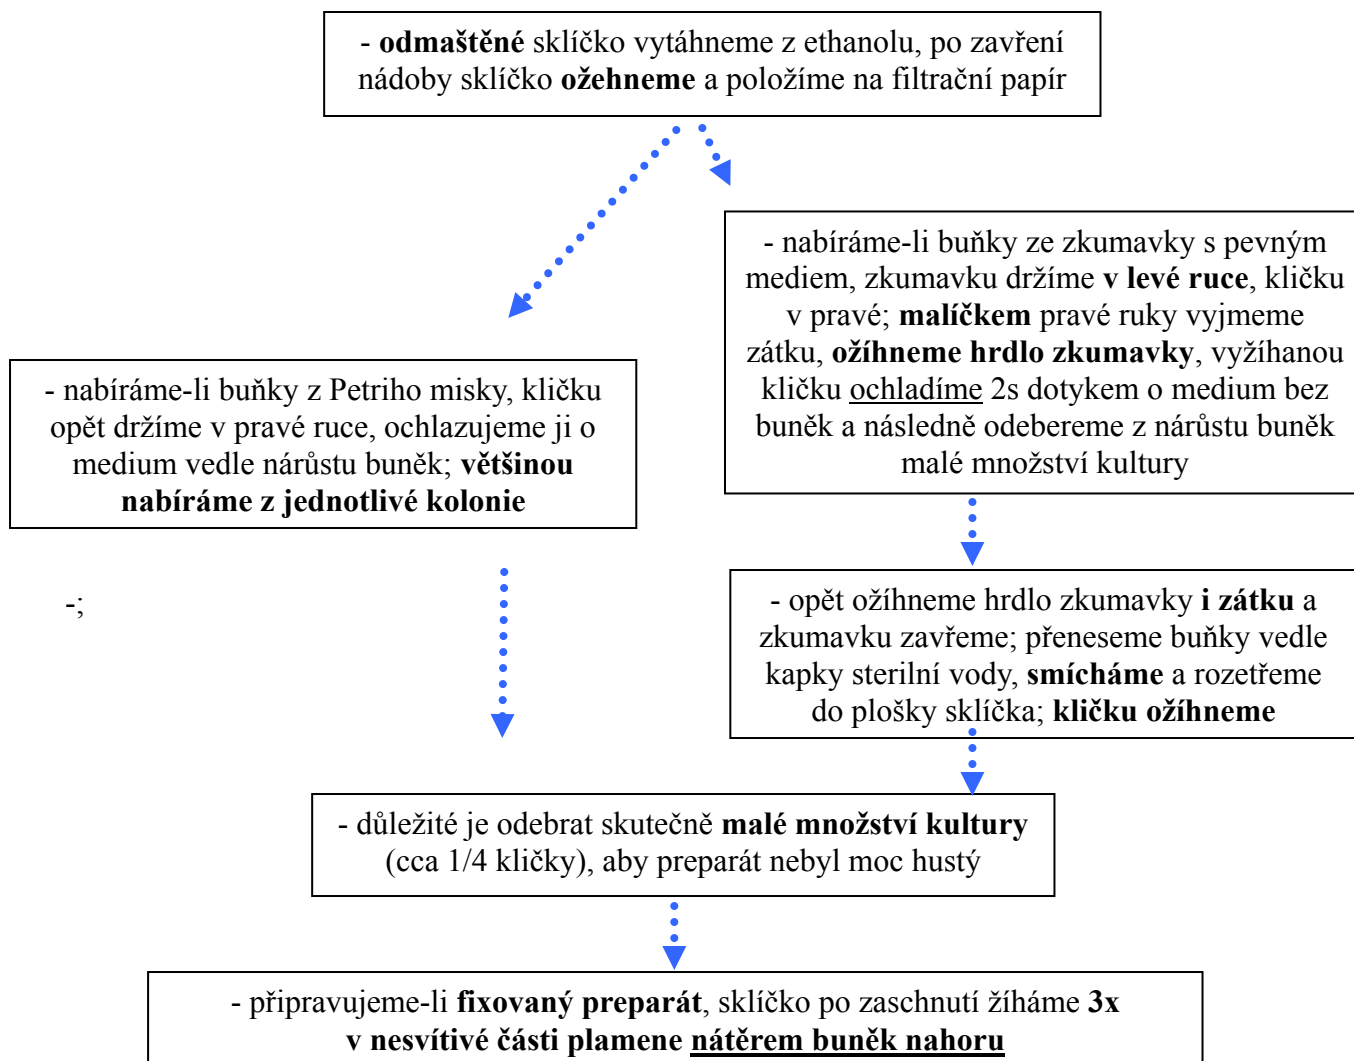 - odmaštěné sklíčko vytáhneme z ethanolu, po zavření
nádoby sklíčko ožehneme a položíme na filtrační papír
- nabíráme-li buňky ze zkumavky s pevným
mediem, zkumavku držíme v levé ruce, kličku
v pravé; malíčkem pravé ruky vyjmeme
zátku, ožíhneme hrdlo zkumavky, vyžíhanou
kličku ochladíme 2s dotykem o medium bez
buněk a následně odebereme z nárůstu buněk
malé množství kultury
- nabíráme-li buňky z Petriho misky, kličku
opět držíme v pravé ruce, ochlazujeme ji o
medium vedle nárůstu buněk; většinou
nabíráme z jednotlivé kolonie
-;
- opět ožíhneme hrdlo zkumavky i zátku a
zkumavku zavřeme; přeneseme buňky vedle
kapky sterilní vody, smícháme a rozetřeme
do plošky sklíčka; kličku ožíhneme
- důležité je odebrat skutečně malé množství kultury
(cca 1/4 kličky), aby preparát nebyl moc hustý
- připravujeme-li fixovaný preparát, sklíčko po zaschnutí žíháme 3x
v nesvítivé části plamene nátěrem buněk nahoru